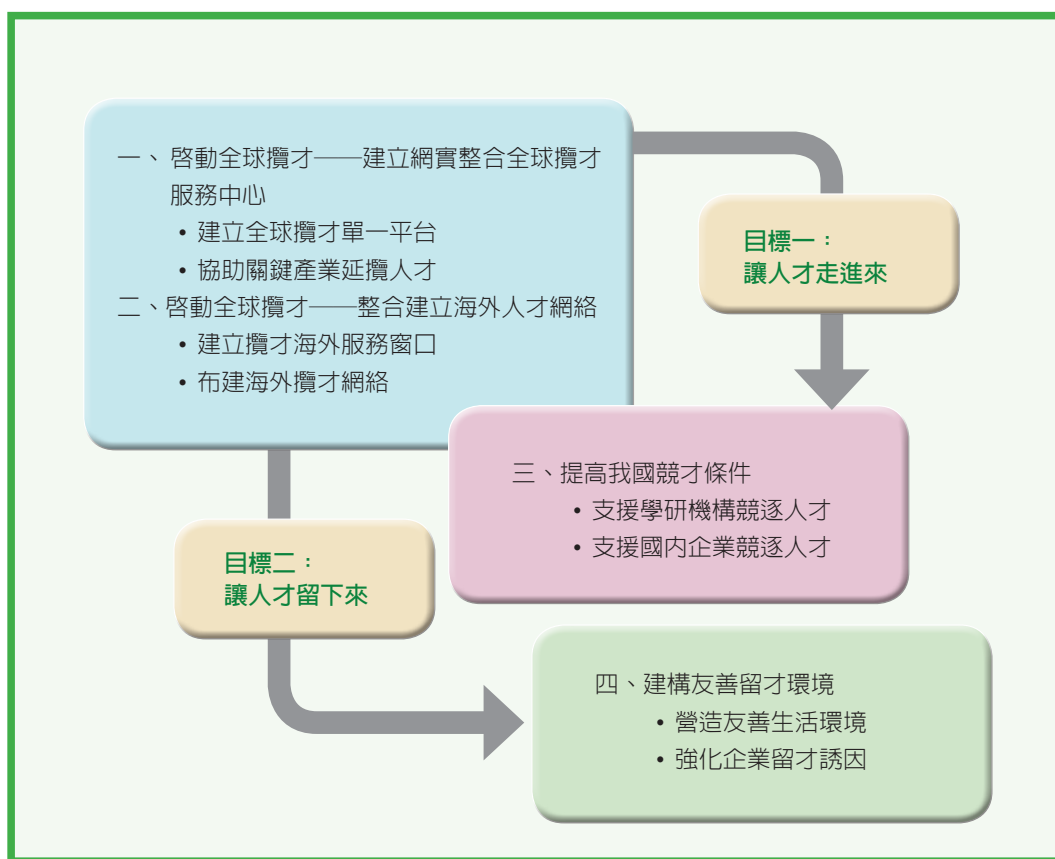 一、 啓動全球攬才──建立網實整合全球攬才
服務中心
• 建立全球攬才單一平台
• 協助關鍵產業延攬人才
二、啓動全球攬才──整合建立海外人才網絡
• 建立攬才海外服務窗口
• 布建海外攬才網絡
目標一：
讓人才走進來
三、提高我國競才條件
• 支援學研機構競逐人才
• 支援國內企業競逐人才
目標二：
讓人才留下來
四、建構友善留才環境
• 營造友善生活環境
• 強化企業留才誘因